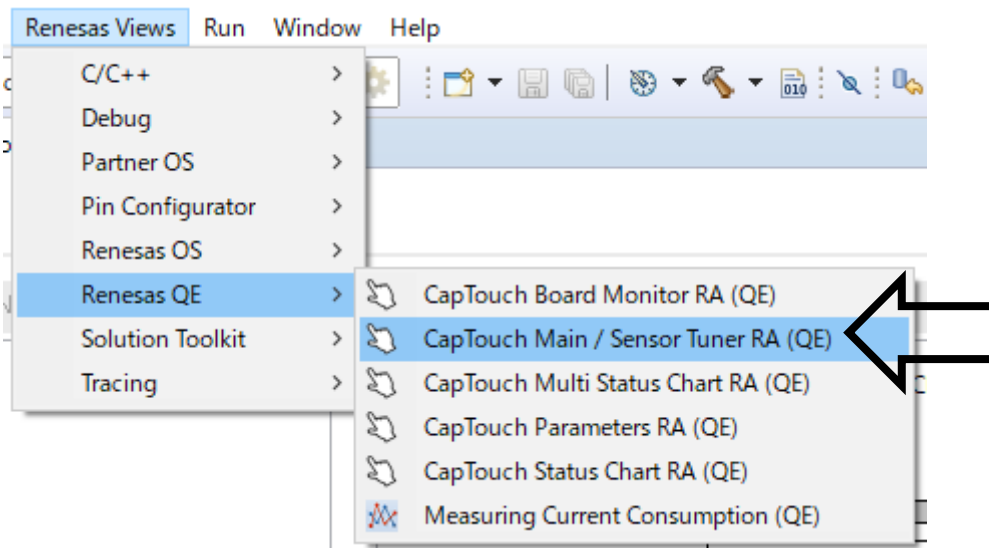 Renesas Views Run Window Help
C/C++
Debug
Partner OS
Pin Configurator
Renesas OS
Renesas QE
Solution Toolkit
Tracing
CapTouch Board Monitor RA (QE)
CapTouch Main / Sensor Tuner RA (QE)
CapTouch Multi Status Chart RA (QE)
CapTouch Parameters RA (QE)
CapTouch Status Chart RA (QE)
Measuring Current Consumption (QE)
010